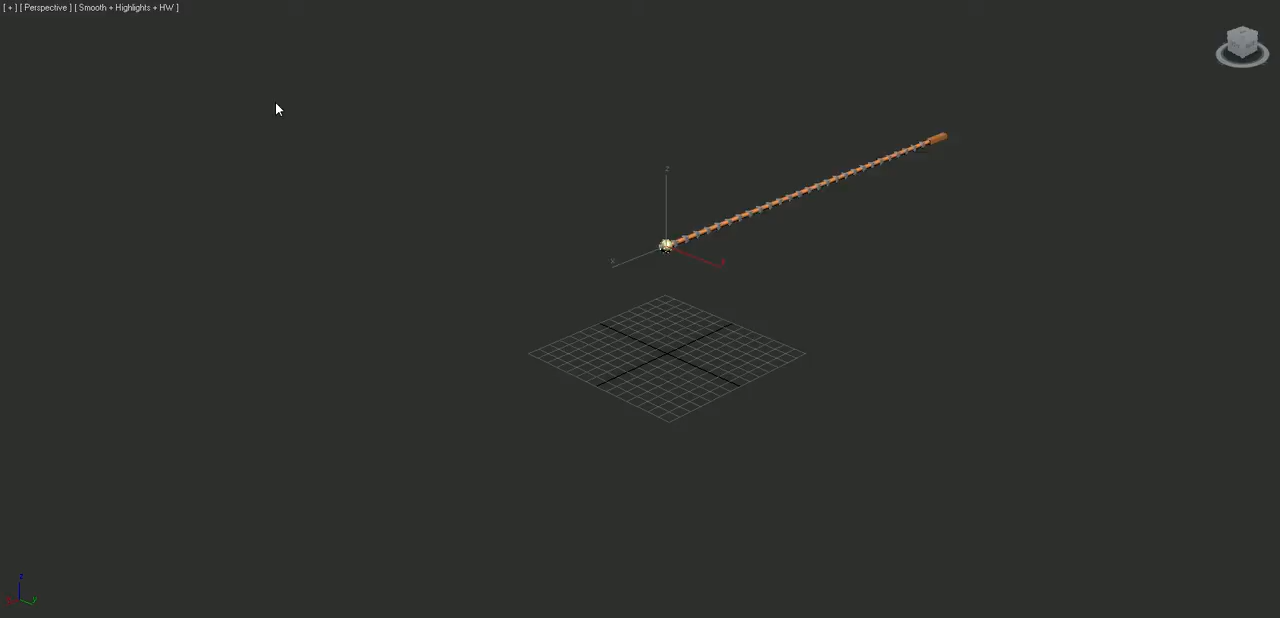 [ + ] [ Perspective ] [ Smooth + Highlights + HW ]
z
x
z
y